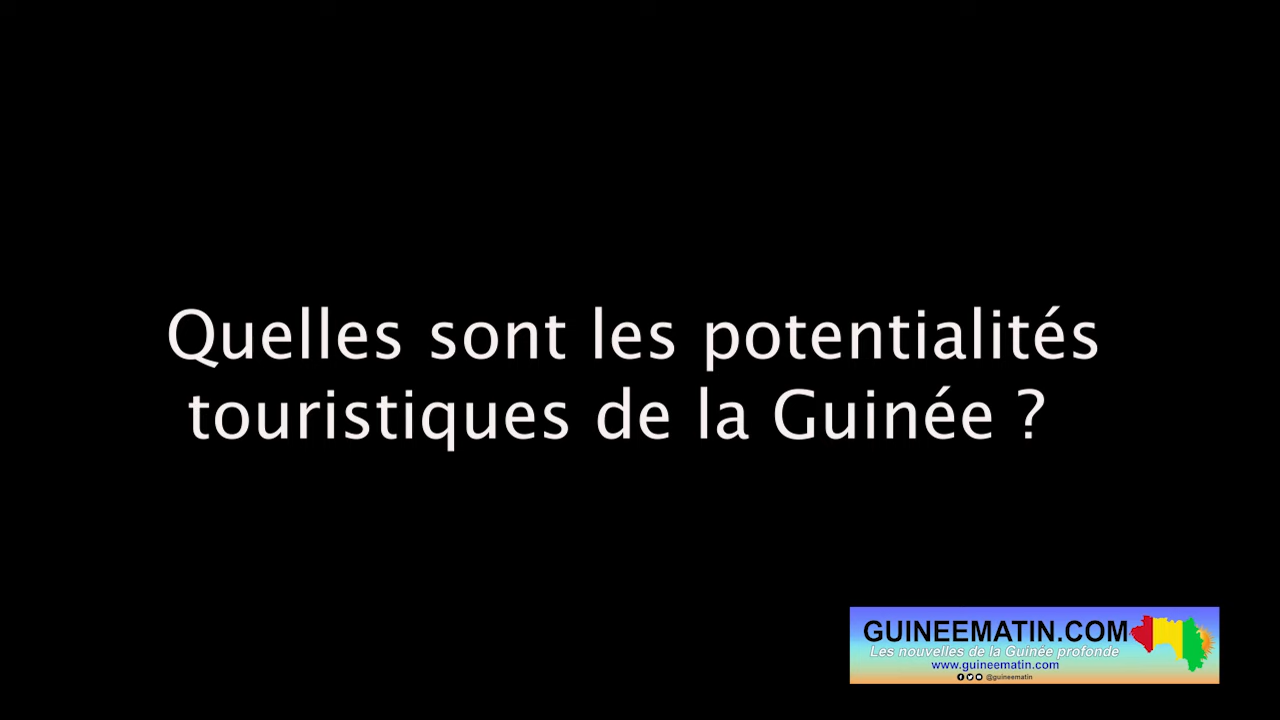 Quelles sont les potentialités
touristiques de la Guinée ?
GUINEEMATIN.COM
Les nouvelles de la Guinée profonde
www.guineematin.com
@guineematin